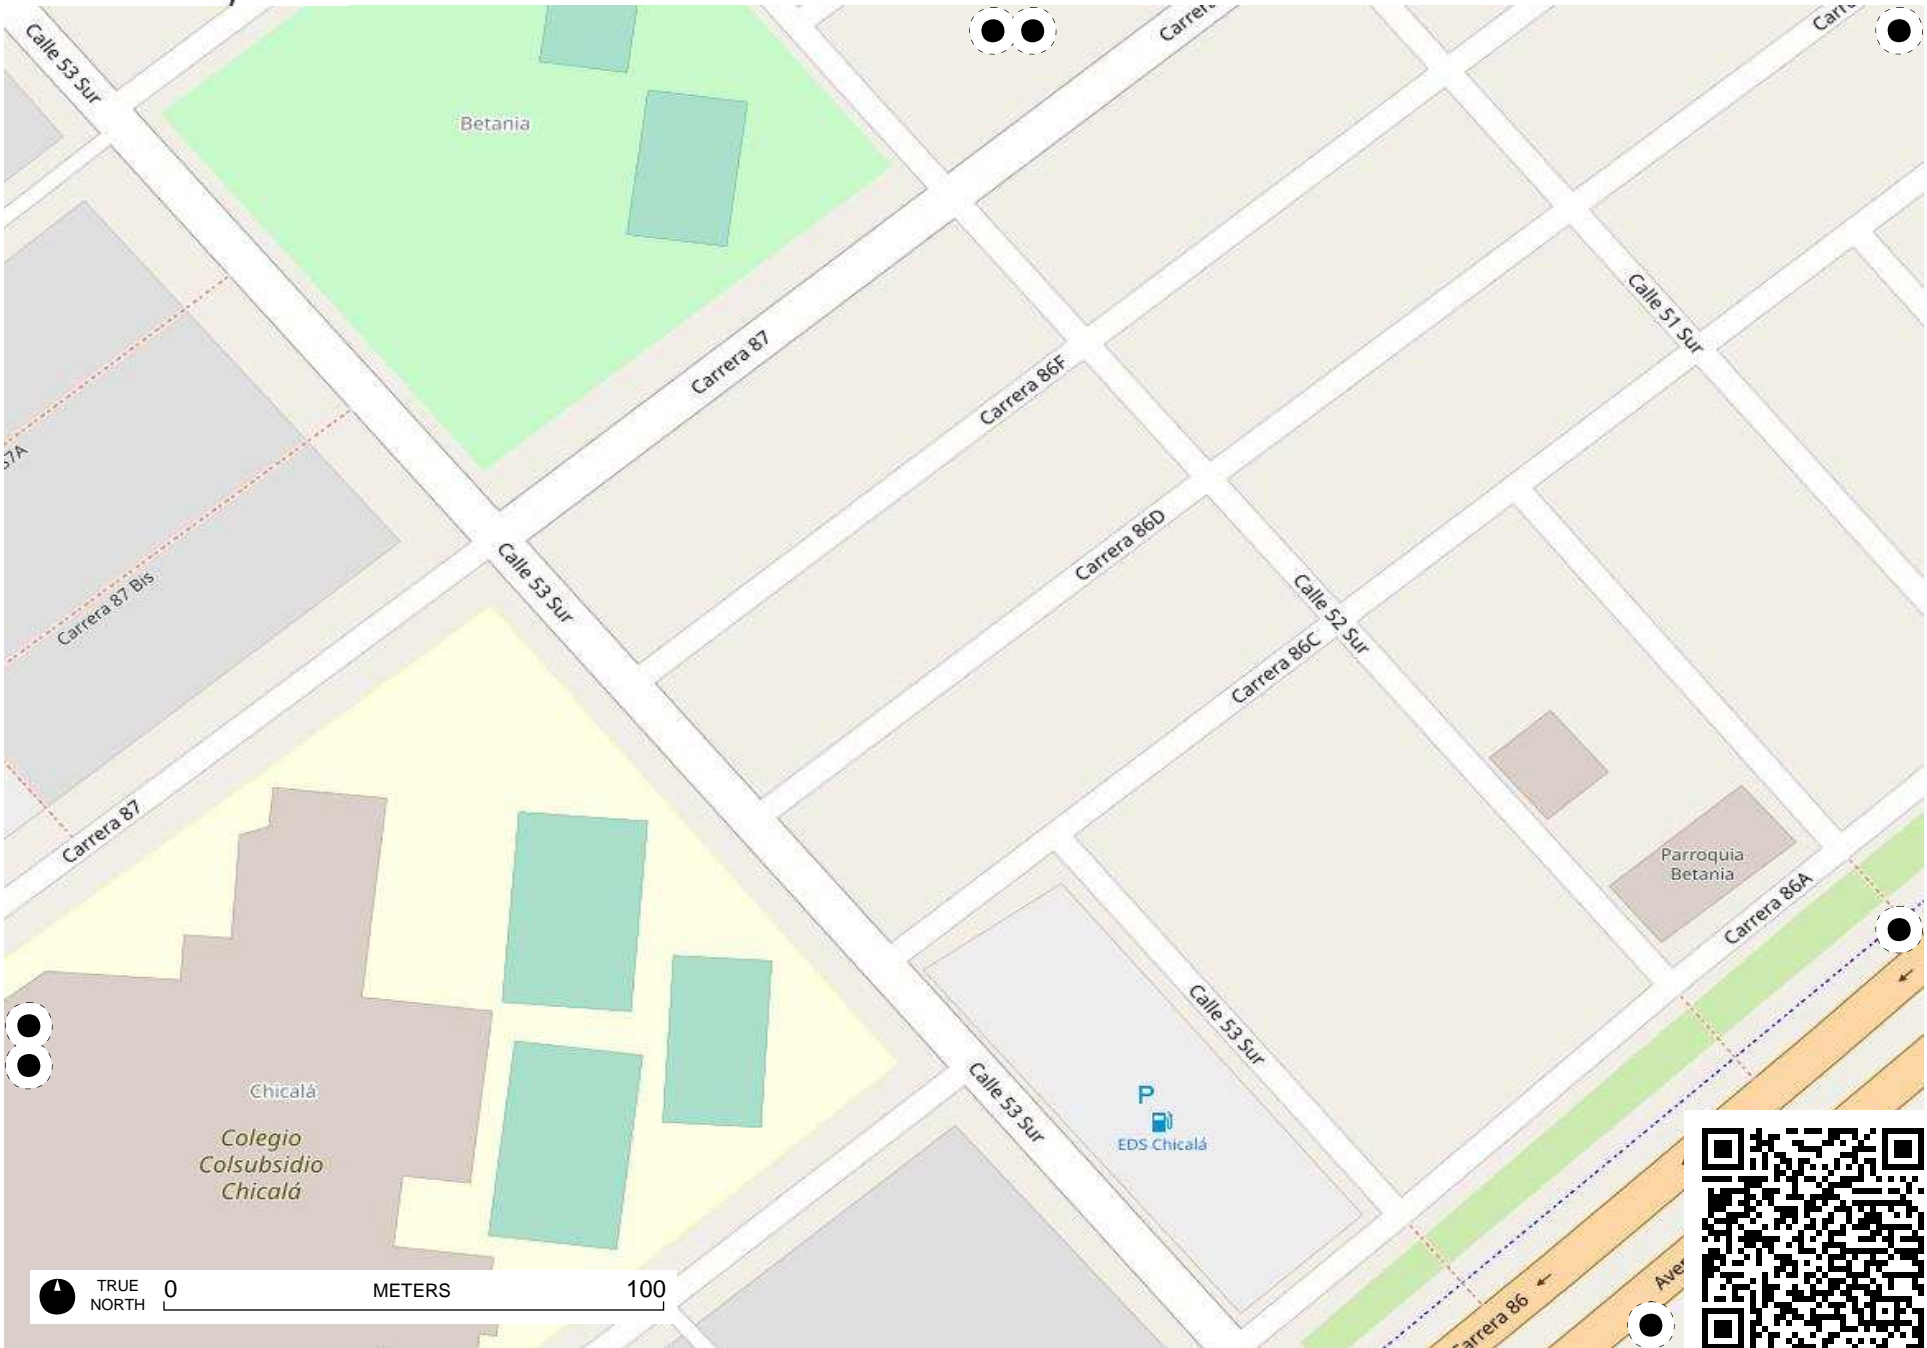 Calle 53 Sur
Carrera
Betania
Calle 51 Sur
Carrera 87
Carrera 86F
Carrera 86D
Calle 53 Sur
Carrera 87 Bis
Calle 52 Sur
Carrera 86C
Carrera 87
Parroquia
Betania
Carrera 86A
Calle 53 Sur
Calle 53 Sur
Chicalá
Colegio
Colsubsidio
Chicalá
P
EDS Chicalá
TRUE
NORTH
0 METERS 100
Carrera 86